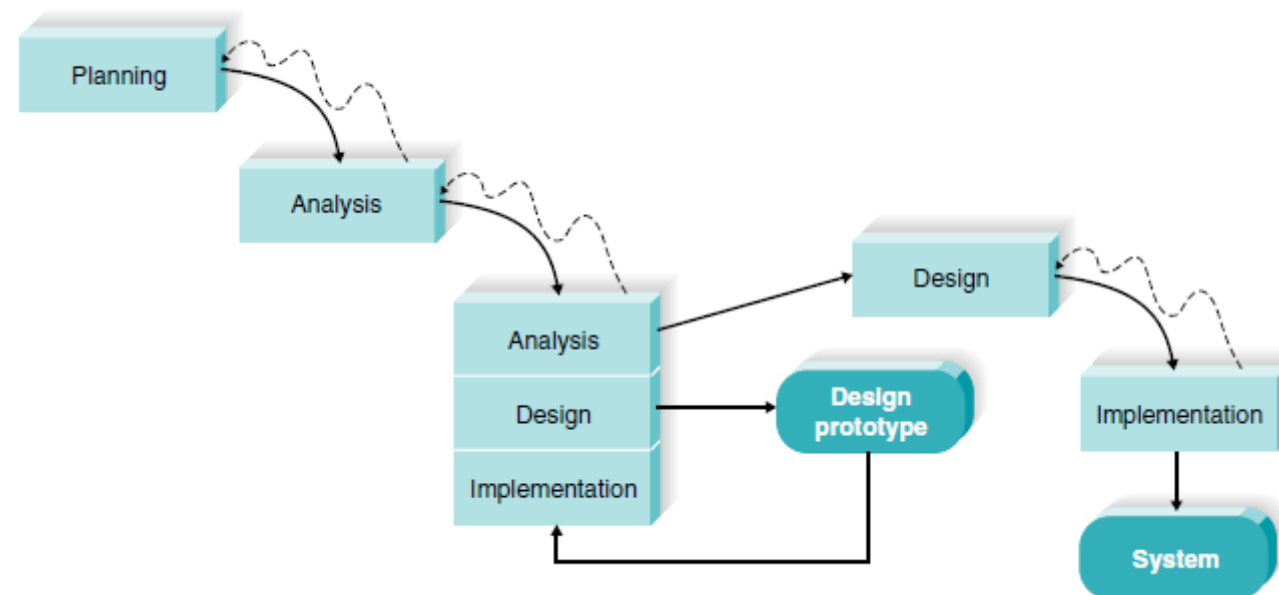 Planning
Analysis
Analysis
Design
Implementation
Design
prototype
Design
Implementation
System